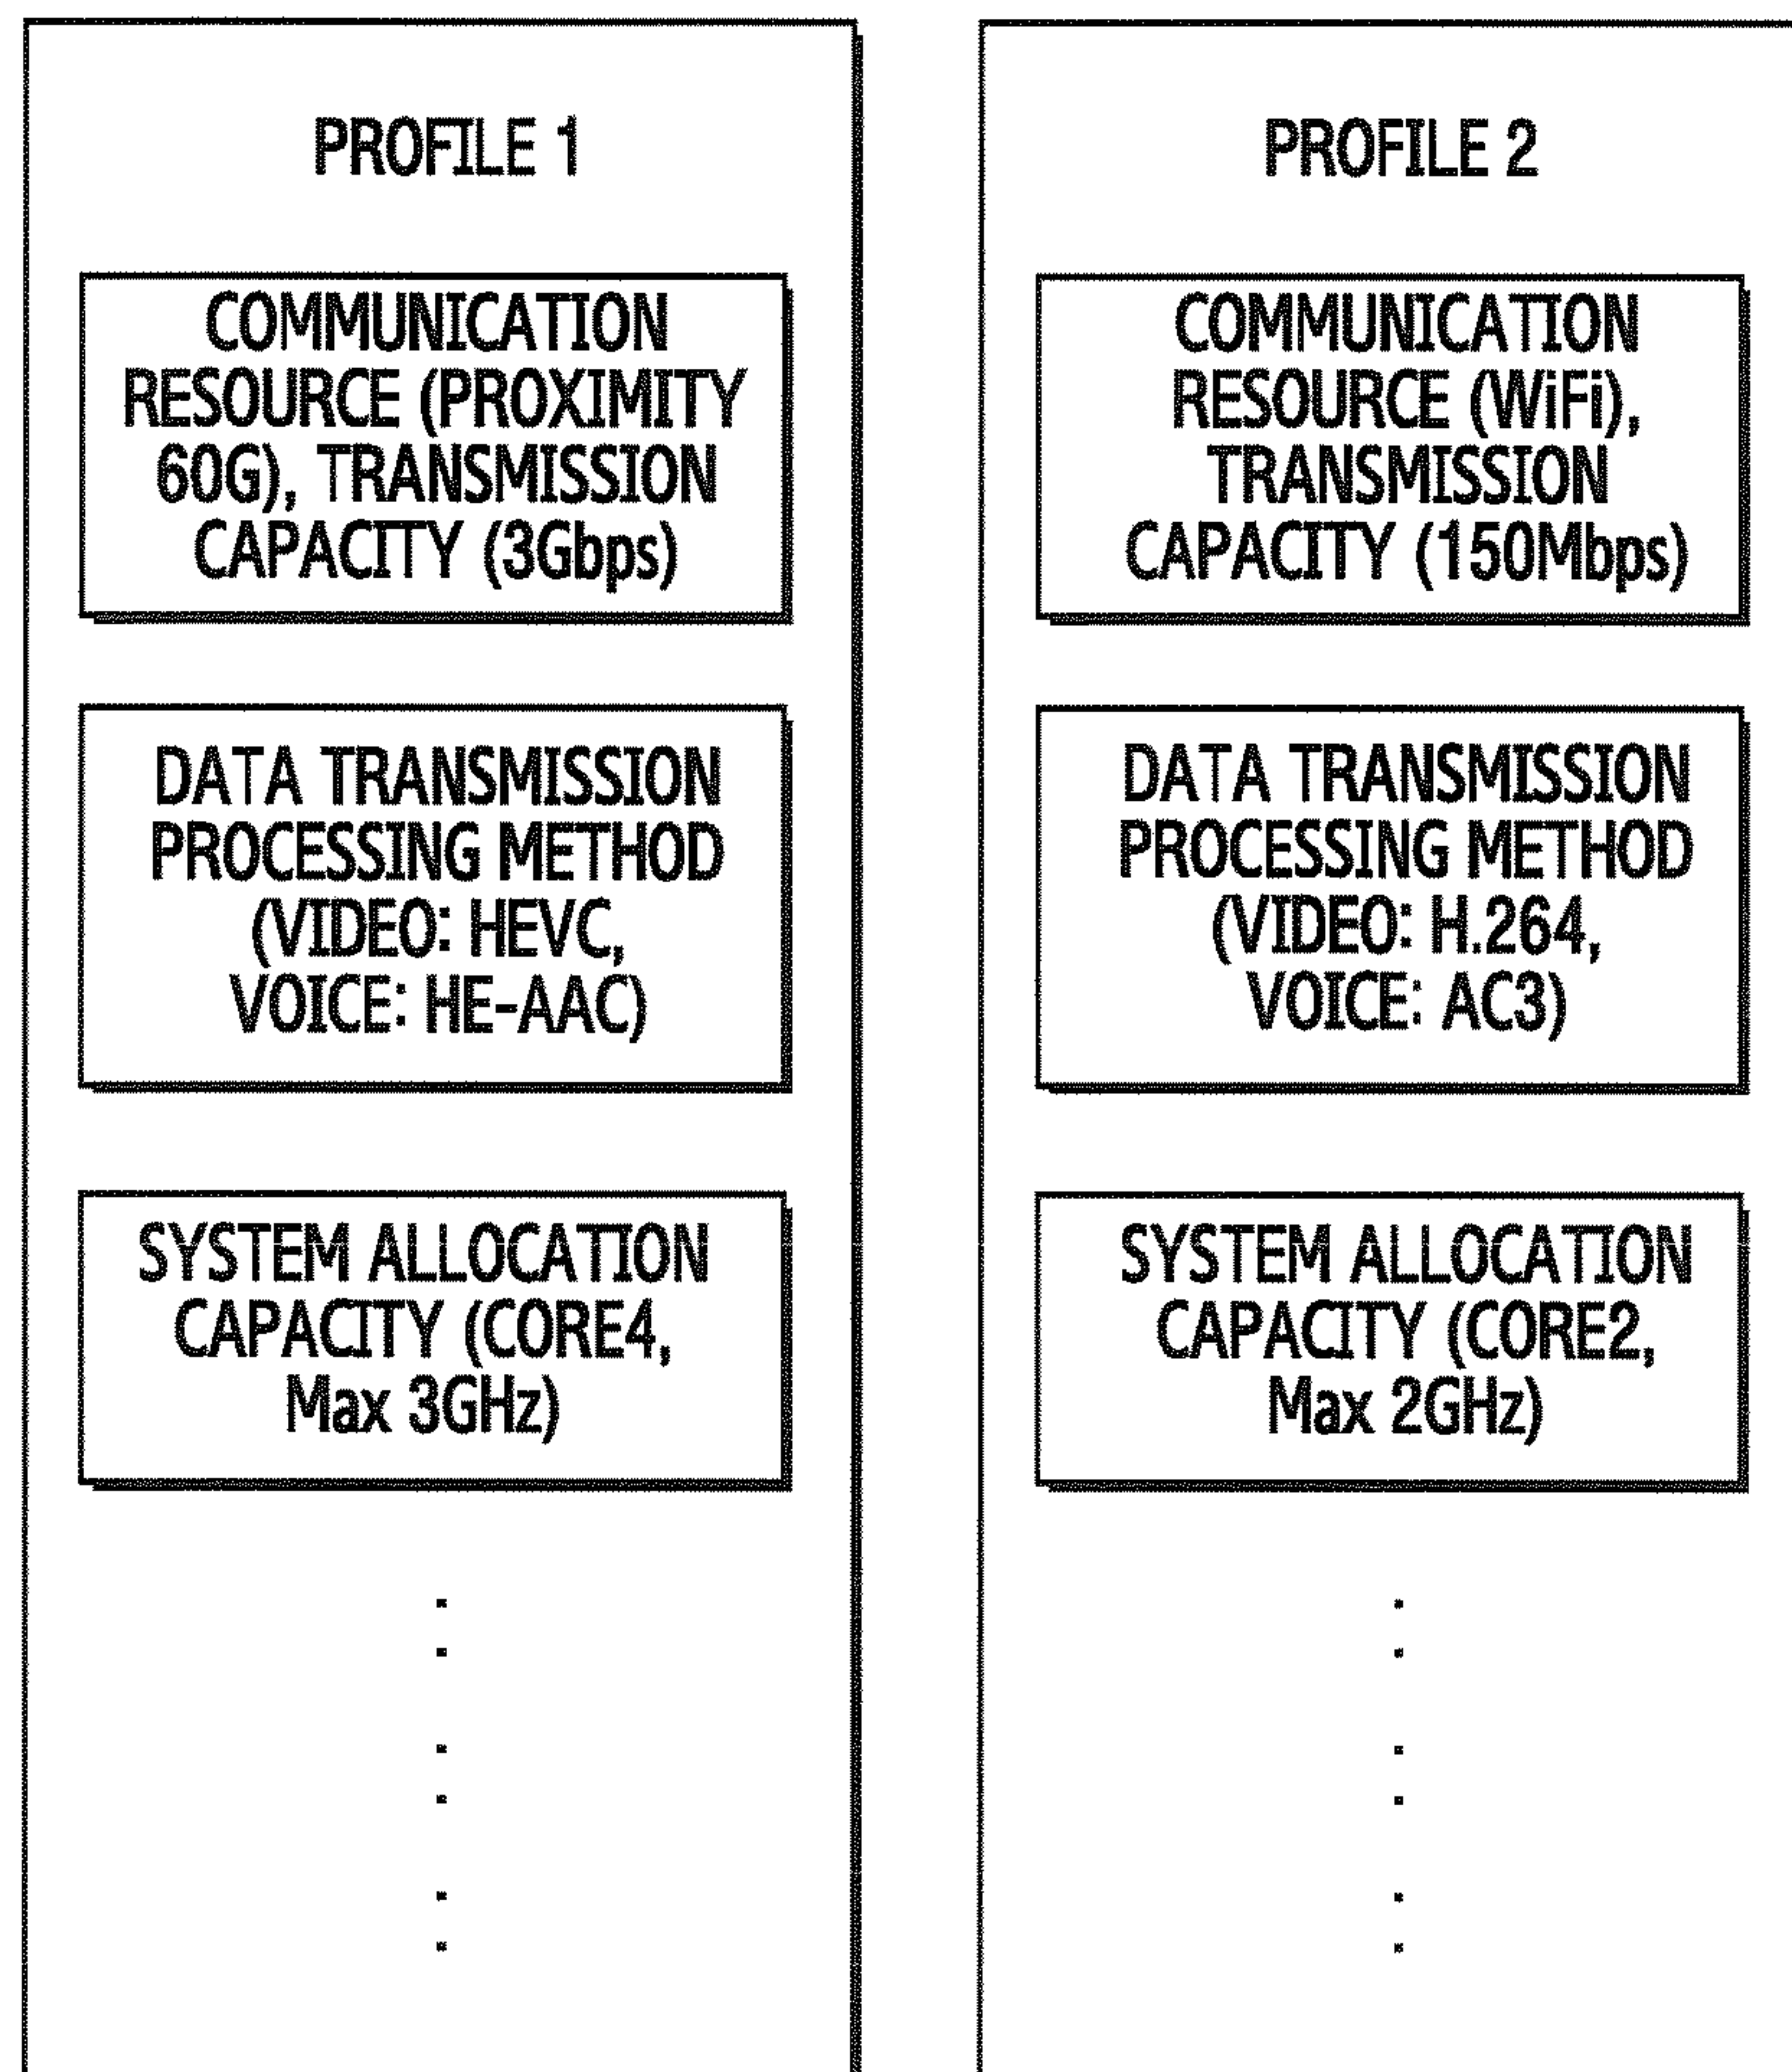 PROFILE 1
COMMUNICATION
RESOURCE (PROXIMITY
60G), TRANSMISSION
CAPACITY (3Gbps)
DATA TRANSMISSION
PROCESSING METHOD
(VIDEO: HEVC,
VOICE: HE-AAC)
SYSTEM ALLOCATION
CAPACITY (CORE4,
Max 3GHz)
PROFILE 2
COMMUNICATION
RESOURCE (WiFi),
TRANSMISSION
CAPACITY (150Mbps)
DATA TRANSMISSION
PROCESSING METHOD
(VIDEO: H.264,
VOICE: AC3)
SYSTEM ALLOCATION
CAPACITY (CORE2,
Max 2GHz)